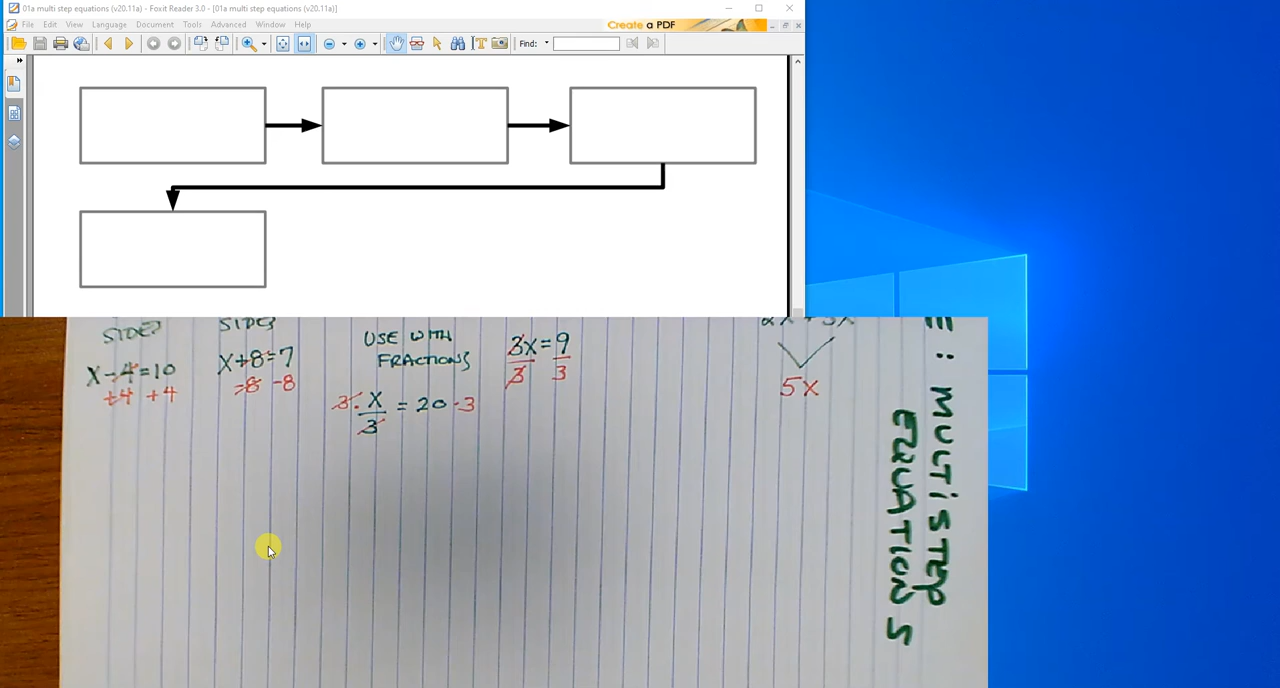 01a multi step equations (v20.11a) - Foxit Reader 3.0 - [01a multi step equations (v20.11a)]
File Edit View Language Document Tools Advanced Window Help
Create a PDF
Find:
SIDES
SIDES
USE WITH
FRACTIONS
x-4=10
+4 +4
x+8=7
-8 -8
3·x/3 = 20·3
3x=9
3 3
2x+3x
5x
E: MULTISTEP
EQUATIONS